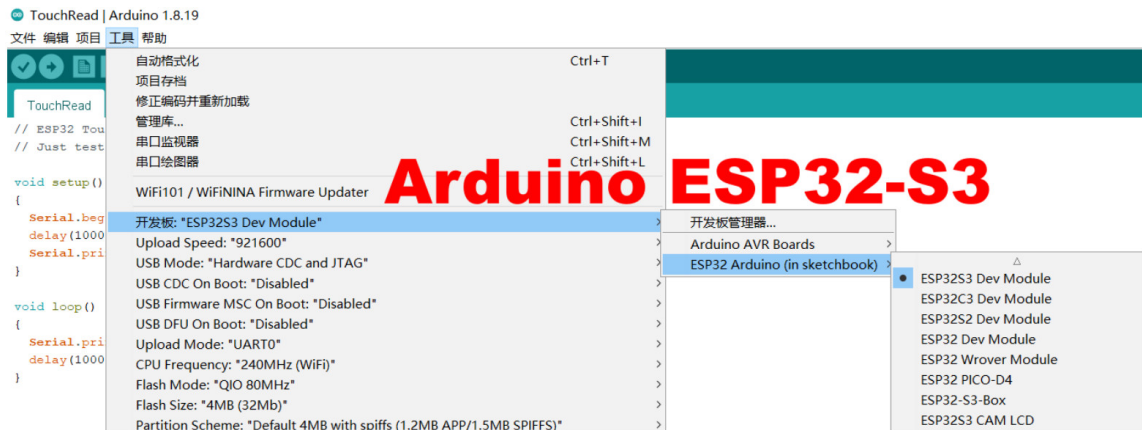 TouchRead | Arduino 1.8.19
文件 编辑 项目 工具 帮助
自动格式化 Ctrl+T
项目存档
修正编码并重新加载
管理库... Ctrl+Shift+I
串口监视器 Ctrl+Shift+M
串口绘图器 Ctrl+Shift+L
WiFi101 / WiFiNINA Firmware Updater
Arduino ESP32-S3
开发板: "ESP32S3 Dev Module"
Upload Speed: "921600"
USB Mode: "Hardware CDC and JTAG"
USB CDC On Boot: "Disabled"
USB Firmware MSC On Boot: "Disabled"
USB DFU On Boot: "Disabled"
Upload Mode: "UART0"
CPU Frequency: "240MHz (WiFi)"
Flash Mode: "QIO 80MHz"
Flash Size: "4MB (32Mb)"
Partition Scheme: "Default 4MB with spiffs (1.2MB APP/1.5MB SPIFFS)"
开发板管理器...
Arduino AVR Boards
ESP32 Arduino (in sketchbook)
ESP32S3 Dev Module
ESP32C3 Dev Module
ESP32S2 Dev Module
ESP32 Dev Module
ESP32 Wrover Module
ESP32 PICO-D4
ESP32-S3-Box
ESP32S3 CAM LCD
TouchRead
// ESP32 Tou
// Just test
void setup()
{
Serial.beg
delay(1000
Serial.pri
}
void loop()
{
Serial.pri
delay(1000
}